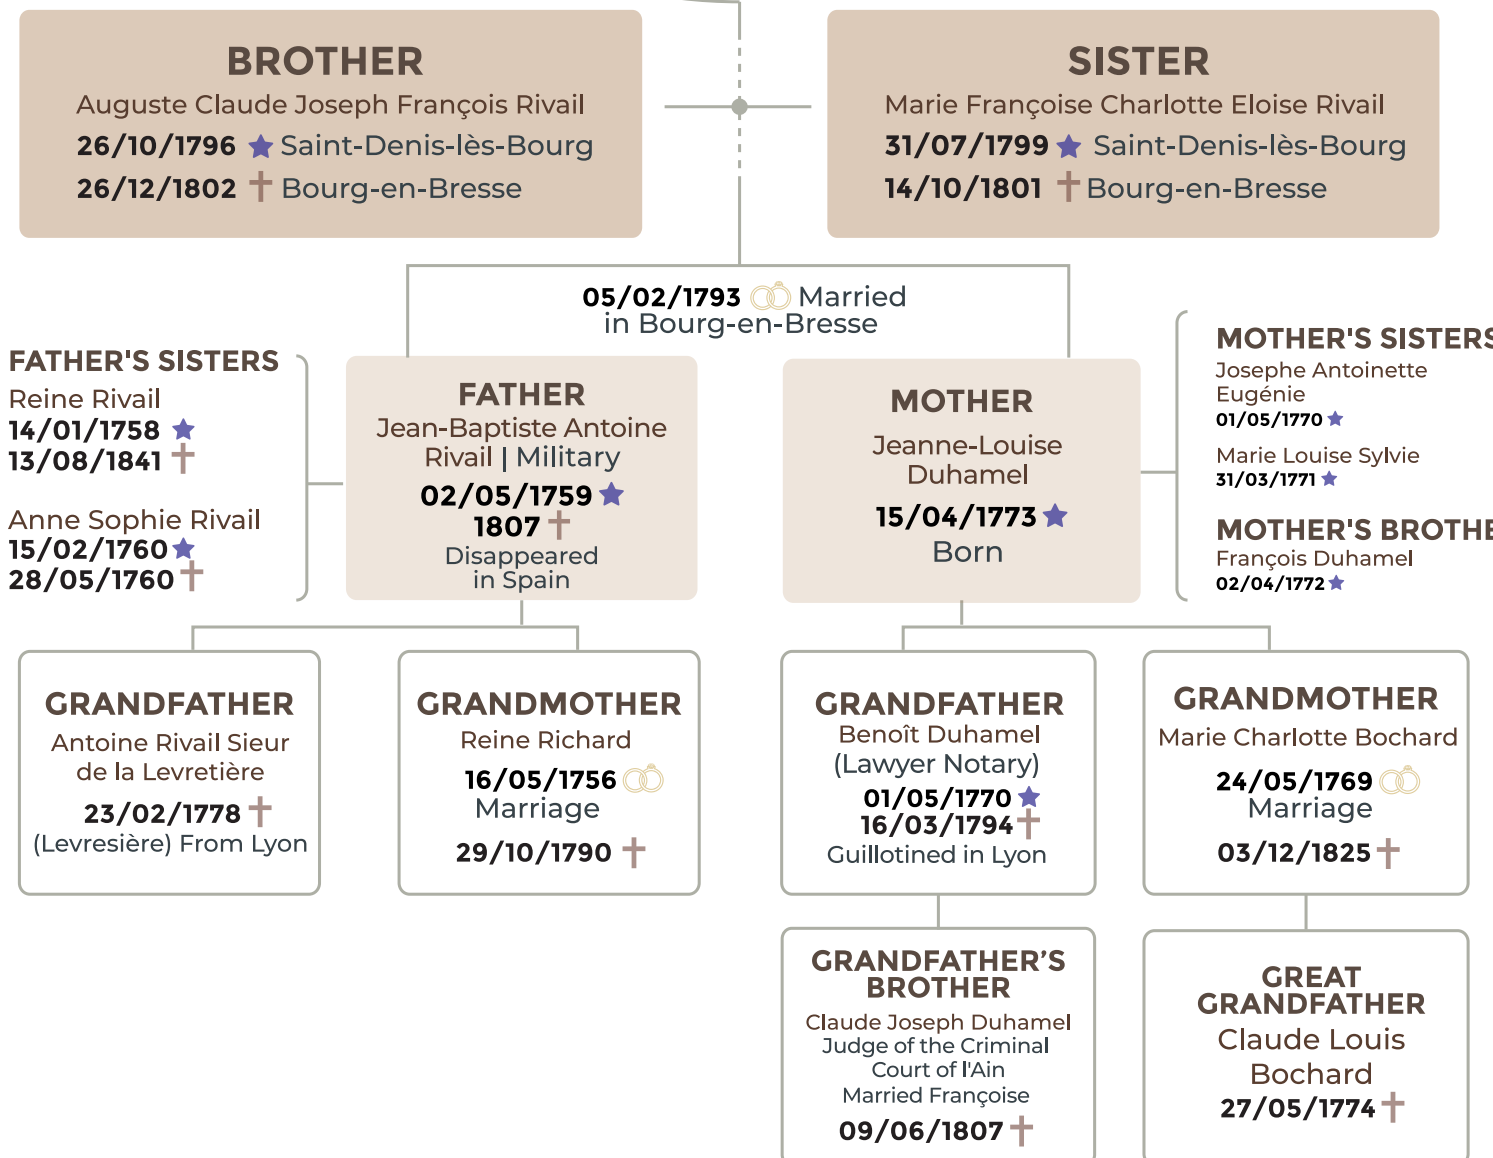 BROTHER
Auguste Claude Joseph François Rivail
26/10/1796 Saint-Denis-lès-Bourg
26/12/1802 Bourg-en-Bresse
SISTER
Marie Françoise Charlotte Eloise Rivail
31/07/1799 Saint-Denis-lès-Bourg
14/10/1801 Bourg-en-Bresse
05/02/1793 Married
in Bourg-en-Bresse
FATHER'S SISTERS
Reine Rivail
14/01/1758
13/08/1841
Anne Sophie Rivail
15/02/1760
28/05/1760
FATHER
Jean-Baptiste Antoine
Rivail | Military
02/05/1759
1807
Disappeared
in Spain
MOTHER
Jeanne-Louise
Duhamel
15/04/1773
Born
MOTHER'S SISTERS
Josephe Antoinette
Eugénie
01/05/1770
Marie Louise Sylvie
31/03/1771
MOTHER'S BROTHE
François Duhamel
02/04/1772
GRANDFATHER
Antoine Rivail Sieur
de la Levretière
23/02/1778
(Levresière) From Lyon
GRANDMOTHER
Reine Richard
16/05/1756
Marriage
29/10/1790
GRANDFATHER
Benoît Duhamel
(Lawyer Notary)
01/05/1770
16/03/1794
Guillotined in Lyon
GRANDMOTHER
Marie Charlotte Bochard
24/05/1769
Marriage
03/12/1825
GRANDFATHER’S
BROTHER
Claude Joseph Duhamel
Judge of the Criminal
Court of l'Ain
Married Françoise
09/06/1807
GREAT
GRANDFATHER
Claude Louis
Bochard
27/05/1774